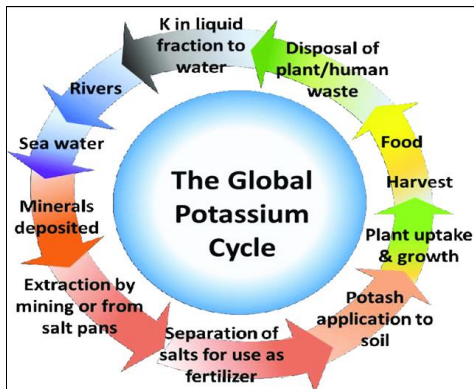 K in liquid
fraction to
water
Disposal of
plant/human
waste
Rivers
Food
Sea water
The Global
Potassium
Cycle
Harvest
Minerals
deposited
Plant uptake
& growth
Extraction by
mining or from
salt pans
Potash
application to
soil
Separation of
salts for use as
fertilizer